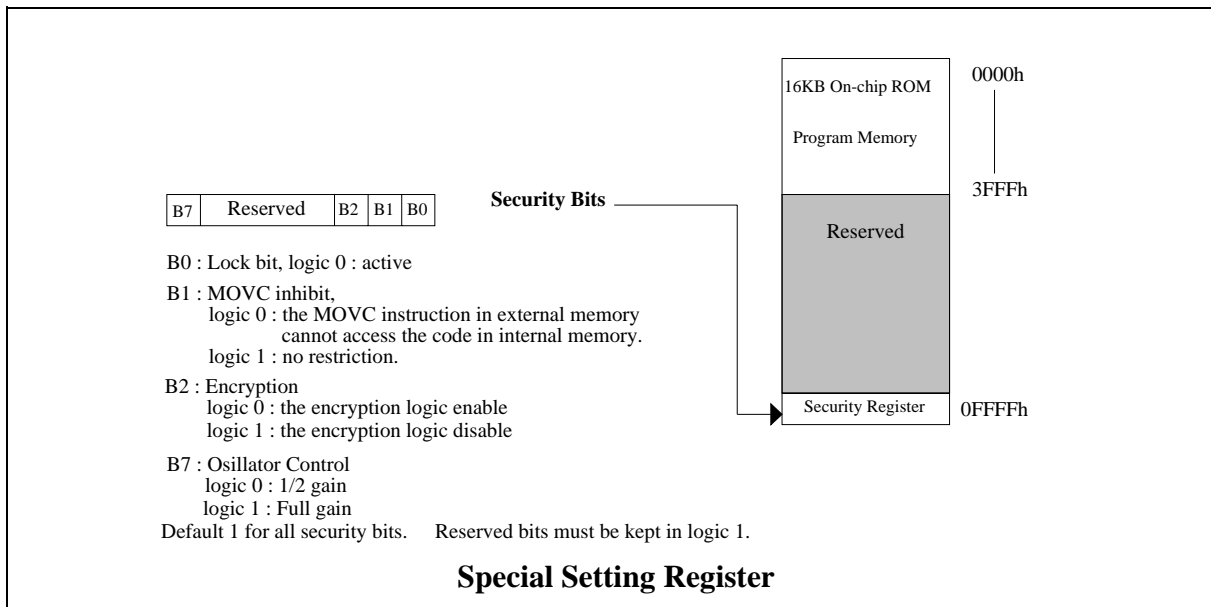 16KB On-chip ROM
Program Memory
0000h
3FFFh
B7 Reserved B2 B1 B0
Security Bits
Reserved
B0 : Lock bit, logic 0 : active
B1 : MOVC inhibit,
logic 0 : the MOVC instruction in external memory
cannot access the code in internal memory.
logic 1 : no restriction.
B2 : Encryption
logic 0 : the encryption logic enable
logic 1 : the encryption logic disable
Security Register
0FFFFh
B7 : Osillator Control
logic 0 : 1/2 gain
logic 1 : Full gain
Default 1 for all security bits. Reserved bits must be kept in logic 1.
Special Setting Register